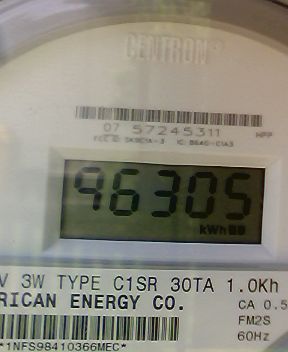 CENTRON®
07 57245311 HPP
96305
kWh
V 3W TYPE C1SR 30TA 1.0Kh
RICAN ENERGY CO.
CA 0.5
FM2S
60Hz
*1NFS98410366MEC*